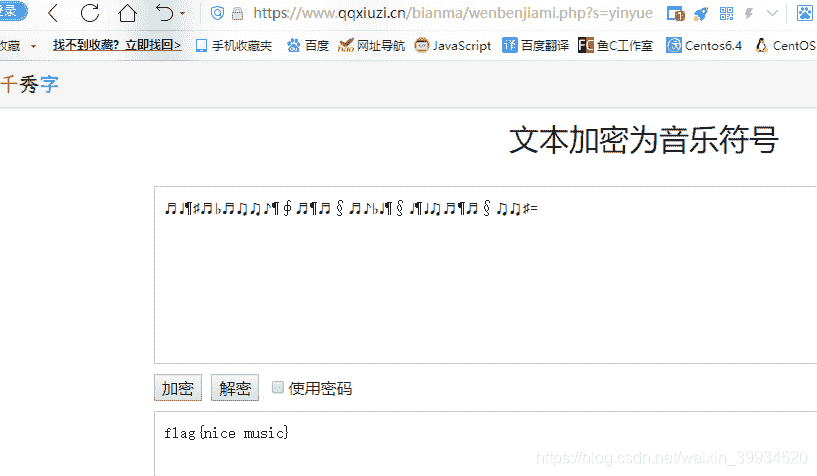 登录
https://www.qqxiuzi.cn/bianma/wenbenjiami.php?s=yinyue
收藏
找不到收藏？立即找回>
手机收藏夹
百度
网址导航
JavaScript
百度翻译
鱼C工作室
Centos6.4
CentOS
千秀字
文本加密为音乐符号
♬♩¶♯♬♭♬♫♫♪¶∮♬¶♬§♬♪♭♩¶§♩¶♩♫♬¶♬§♫♫♯=
加密
解密
使用密码
flag{nice music}
https://blog.csdn.net/weixin_39934520